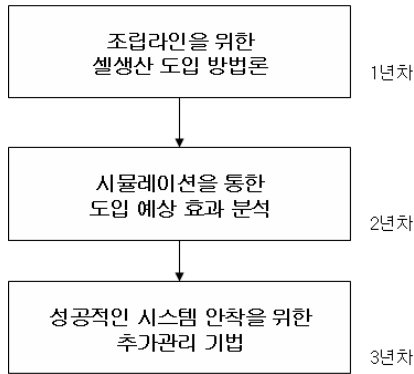 조립라인을 위한
셀생산 도입 방법론
1년차
시뮬레이션을 통한
도입 예상 효과 분석
2년차
성공적인 시스템 안착을 위한
추가관리 기법
3년차